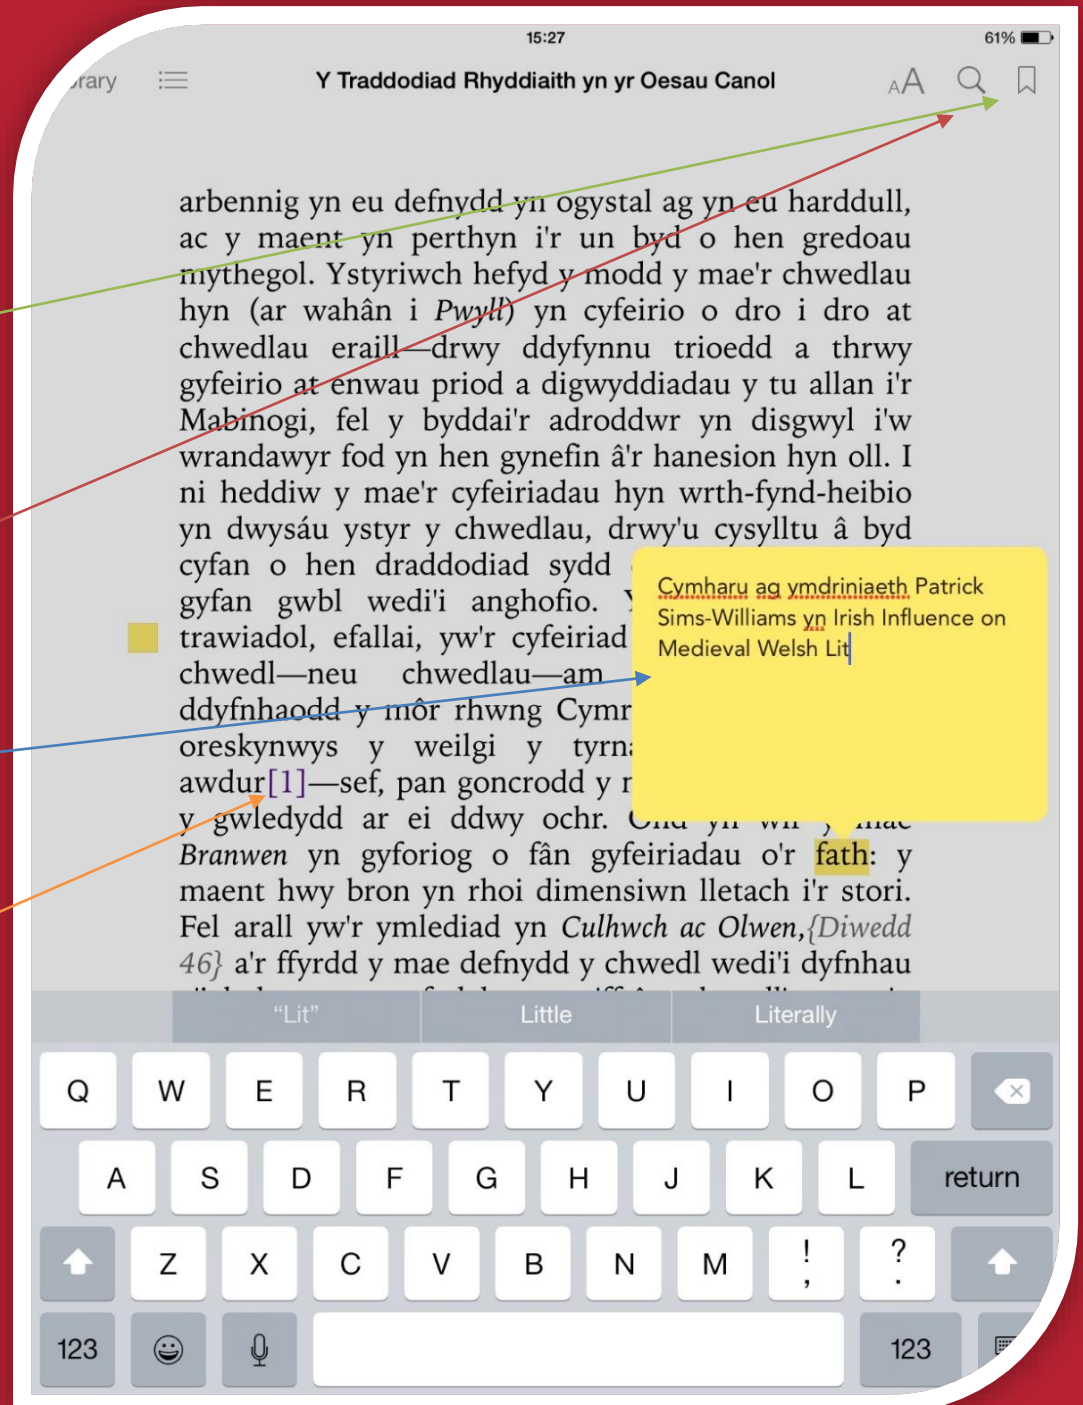 15:27
61%
Y Traddodiad Rhyddiaith yn yr Oesau Canol
AA
arbennig yn eu defnydd yn ogystal ag yn eu harddull,
ac y maent yn perthyn i'r un byd o hen gredoau
mythegol. Ystyriwch hefyd y modd y mae'r chwedlau
hyn (ar wahân i Pwyll) yn cyfeirio o dro i dro at
chwedlau eraill—drwy ddyfynnu trioedd a thrwy
gyfeirio at enwau priod a digwyddiadau y tu allan i'r
Mabinogi, fel y byddai'r adroddwr yn disgwyl i'w
wrandawyr fod yn hen gynefin â'r hanesion hyn oll. I
ni heddiw y mae'r cyfeiriadau hyn wrth-fynd-heibio
yn dwysáu ystyr y chwedlau, drwy'u cysylltu â byd
cyfan o hen draddodiad sydd
gyfan gwbl wedi'i anghofio.
trawiadol, efallai, yw'r cyfeiriad
chwedl—neu chwedlau—am
ddyfnhaodd y môr rhwng
oreskynwys y weilgi y
awdur[1]—sef, pan goncrodd y
y gwledydd ar ei ddwy ochr. Ond yn wir y mae
Branwen yn gyforiog o fân gyfeiriadau o'r fath: y
maent hwy bron yn rhoi dimensiwn lletach i'r stori.
Fel arall yw'r ymlediad yn Culhwch ac Olwen,{Diwedd
46} a'r ffyrdd y mae defnydd y chwedl wedi'i dyfnhau
Cymharu ag ymdriniaeth Patrick
Sims-Williams yn Irish Influence on
Medieval Welsh Lit
“Lit” Little Literally
Q W E R T Y U I O P
A S D F G H J K L return
Z X C V B N M ! , ? .
123 123